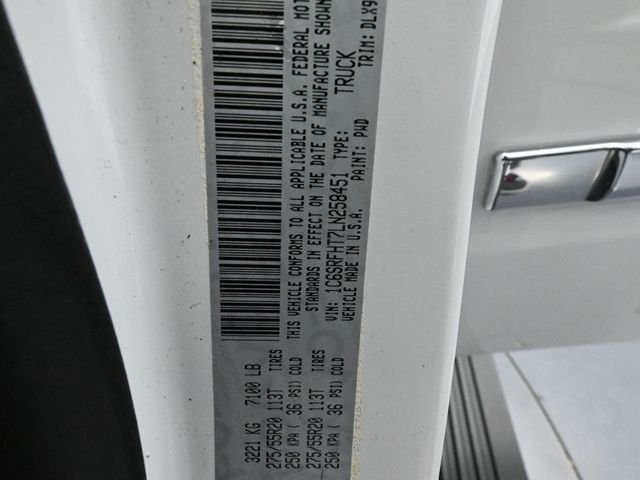 3221 KG 7100 LB
275/55R20 113T TIRES
250 KPA ( 36 PSI) COLD
275/55R20 113T TIRES
250 KPA ( 36 PSI) COLD
THIS VEHICLE CONFORMS TO ALL APPLICABLE U.S.A. FEDERAL MOT
STANDARDS IN EFFECT ON THE DATE OF MANUFACTURE SHOWN
VIN: 1C6SRFHT7LN258451 TYPE: TRUCK
VEHICLE MADE IN U.S.A. PAINT: PWD TRIM: DLX9